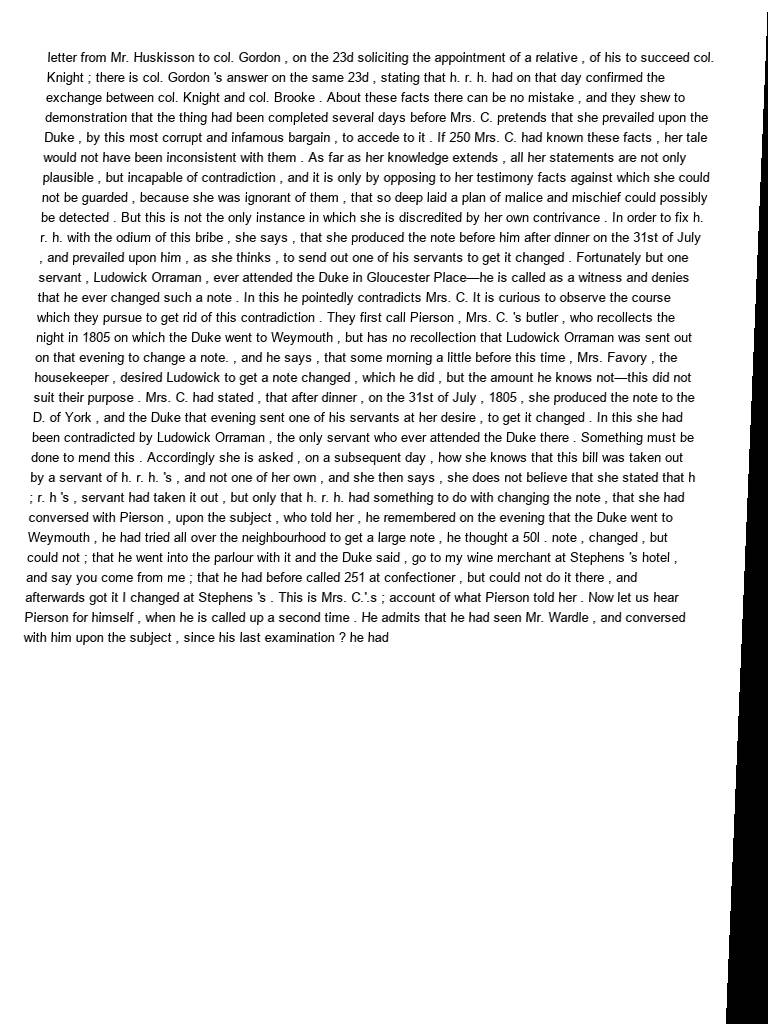 letter from Mr. Huskisson to col. Gordon , on the 23d soliciting the appointment of a relative , of his to succeed col.
Knight ; there is col. Gordon 's answer on the same 23d , stating that h. r. h. had on that day confirmed the
exchange between col. Knight and col. Brooke . About these facts there can be no mistake , and they shew to
demonstration that the thing had been completed several days before Mrs. C. pretends that she prevailed upon the
Duke , by this most corrupt and infamous bargain , to accede to it . If 250 Mrs. C. had known these facts , her tale
would not have been inconsistent with them . As far as her knowledge extends , all her statements are not only
plausible , but incapable of contradiction , and it is only by opposing to her testimony facts against which she could
not be guarded , because she was ignorant of them , that so deep laid a plan of malice and mischief could possibly
be detected . But this is not the only instance in which she is discredited by her own contrivance . In order to fix h.
r. h. with the odium of this bribe , she says , that she produced the note before him after dinner on the 31st of July
, and prevailed upon him , as she thinks , to send out one of his servants to get it changed . Fortunately but one
servant , Ludowick Orraman , ever attended the Duke in Gloucester Place—he is called as a witness and denies
that he ever changed such a note . In this he pointedly contradicts Mrs. C. It is curious to observe the course
which they pursue to get rid of this contradiction . They first call Pierson , Mrs. C. 's butler , who recollects the
night in 1805 on which the Duke went to Weymouth , but has no recollection that Ludowick Orraman was sent out
on that evening to change a note. , and he says , that some morning a little before this time , Mrs. Favory , the
housekeeper , desired Ludowick to get a note changed , which he did , but the amount he knows not—this did not
suit their purpose . Mrs. C. had stated , that after dinner , on the 31st of July , 1805 , she produced the note to the
D. of York , and the Duke that evening sent one of his servants at her desire , to get it changed . In this she had
been contradicted by Ludowick Orraman , the only servant who ever attended the Duke there . Something must be
done to mend this . Accordingly she is asked , on a subsequent day , how she knows that this bill was taken out
by a servant of h. r. h. 's , and not one of her own , and she then says , she does not believe that she stated that h
; r. h 's , servant had taken it out , but only that h. r. h. had something to do with changing the note , that she had
conversed with Pierson , upon the subject , who told her , he remembered on the evening that the Duke went to
Weymouth , he had tried all over the neighbourhood to get a large note , he thought a 50l . note , changed , but
could not ; that he went into the parlour with it and the Duke said , go to my wine merchant at Stephens 's hotel ,
and say you come from me ; that he had before called 251 at confectioner , but could not do it there , and
afterwards got it I changed at Stephens 's . This is Mrs. C.'.s ; account of what Pierson told her . Now let us hear
Pierson for himself , when he is called up a second time . He admits that he had seen Mr. Wardle , and conversed
with him upon the subject , since his last examination ? he had